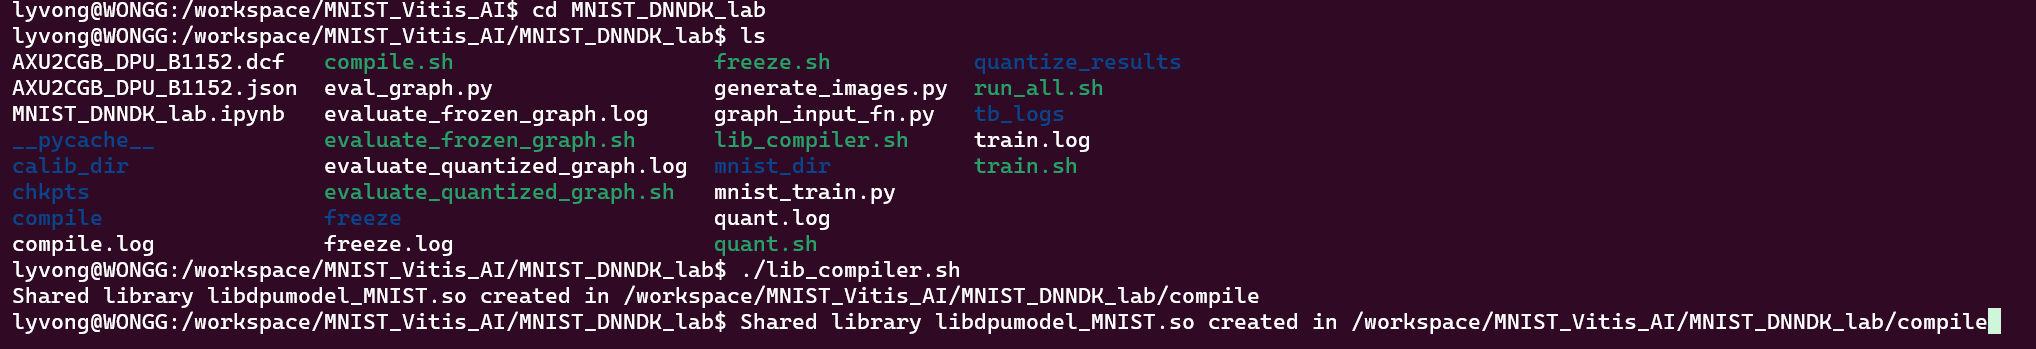 lyvong@WONGG:/workspace/MNIST_Vitis_AI$ cd MNIST_DNNDK_lab
lyvong@WONGG:/workspace/MNIST_Vitis_AI/MNIST_DNNDK_lab$ ls
AXU2CGB_DPU_B1152.dcf   compile.sh                    freeze.sh           quantize_results
AXU2CGB_DPU_B1152.json  eval_graph.py                 generate_images.py  run_all.sh
MNIST_DNNDK_lab.ipynb   evaluate_frozen_graph.log     graph_input_fn.py   tb_logs
__pycache__             evaluate_frozen_graph.sh      lib_compiler.sh     train.log
calib_dir               evaluate_quantized_graph.log  mnist_dir           train.sh
chkpts                  evaluate_quantized_graph.sh   mnist_train.py
compile                 freeze                        quant.log
compile.log             freeze.log                    quant.sh
lyvong@WONGG:/workspace/MNIST_Vitis_AI/MNIST_DNNDK_lab$ ./lib_compiler.sh
Shared library libdpumodel_MNIST.so created in /workspace/MNIST_Vitis_AI/MNIST_DNNDK_lab/compile
lyvong@WONGG:/workspace/MNIST_Vitis_AI/MNIST_DNNDK_lab$ Shared library libdpumodel_MNIST.so created in /workspace/MNIST_Vitis_AI/MNIST_DNNDK_lab/compile